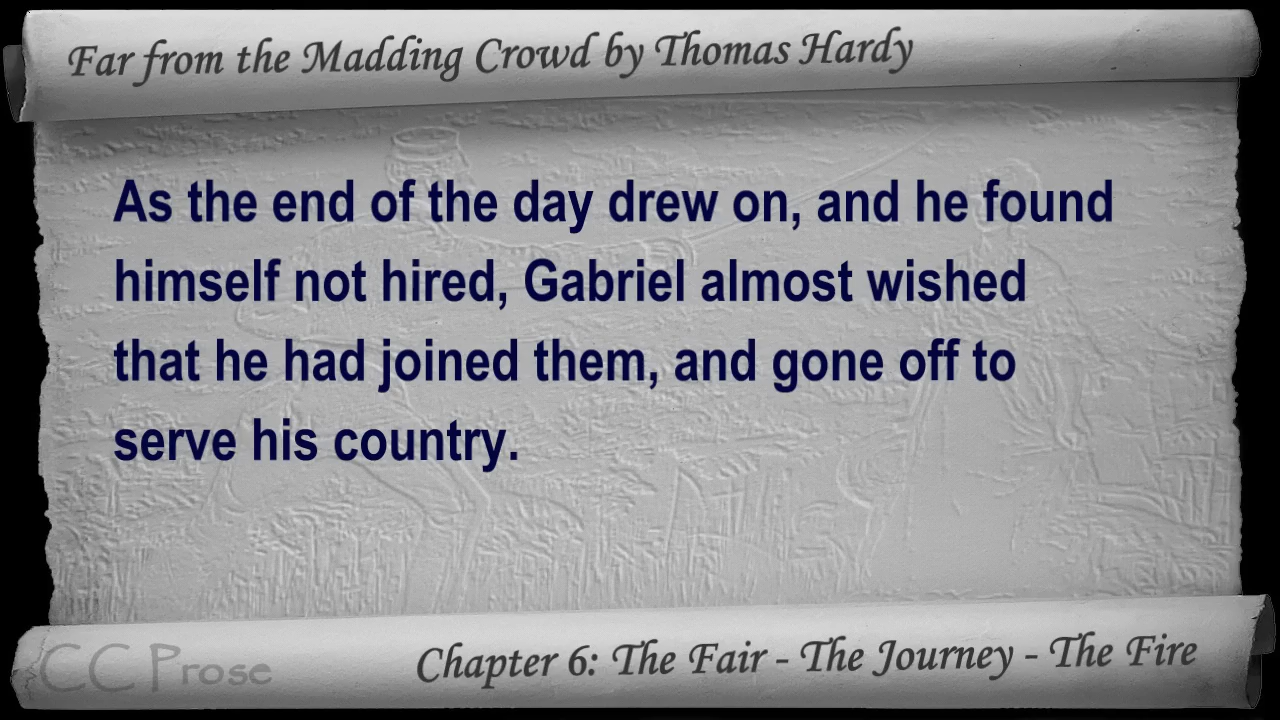 Far from the Madding Crowd by Thomas Hardy
As the end of the day drew on, and he found
himself not hired, Gabriel almost wished
that he had joined them, and gone off to
serve his country.
CC Prose
Chapter 6: The Fair - The Journey - The Fire